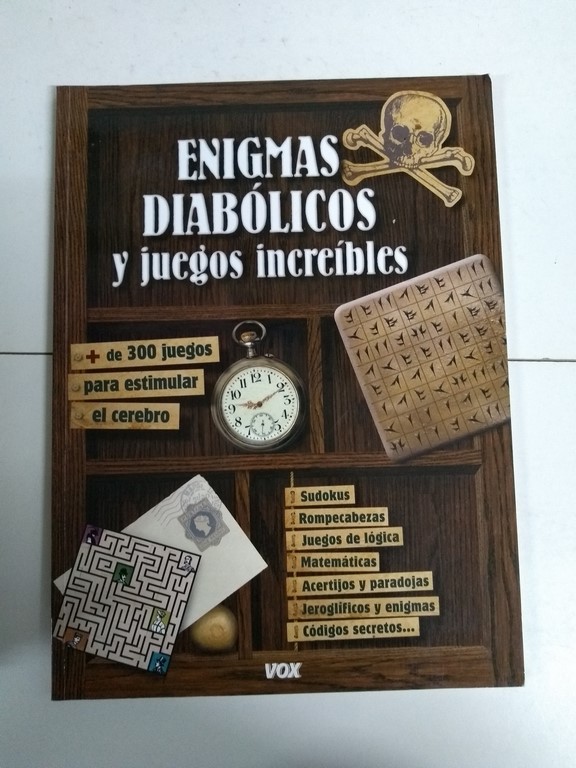 ENIGMAS
DIABÓLICOS
y juegos increíbles
+ de 300 juegos
para estimular
el cerebro
Sudokus
Rompecabezas
Juegos de lógica
Matemáticas
Acertijos y paradojas
Jeroglíficos y enigmas
Códigos secretos...
VOX